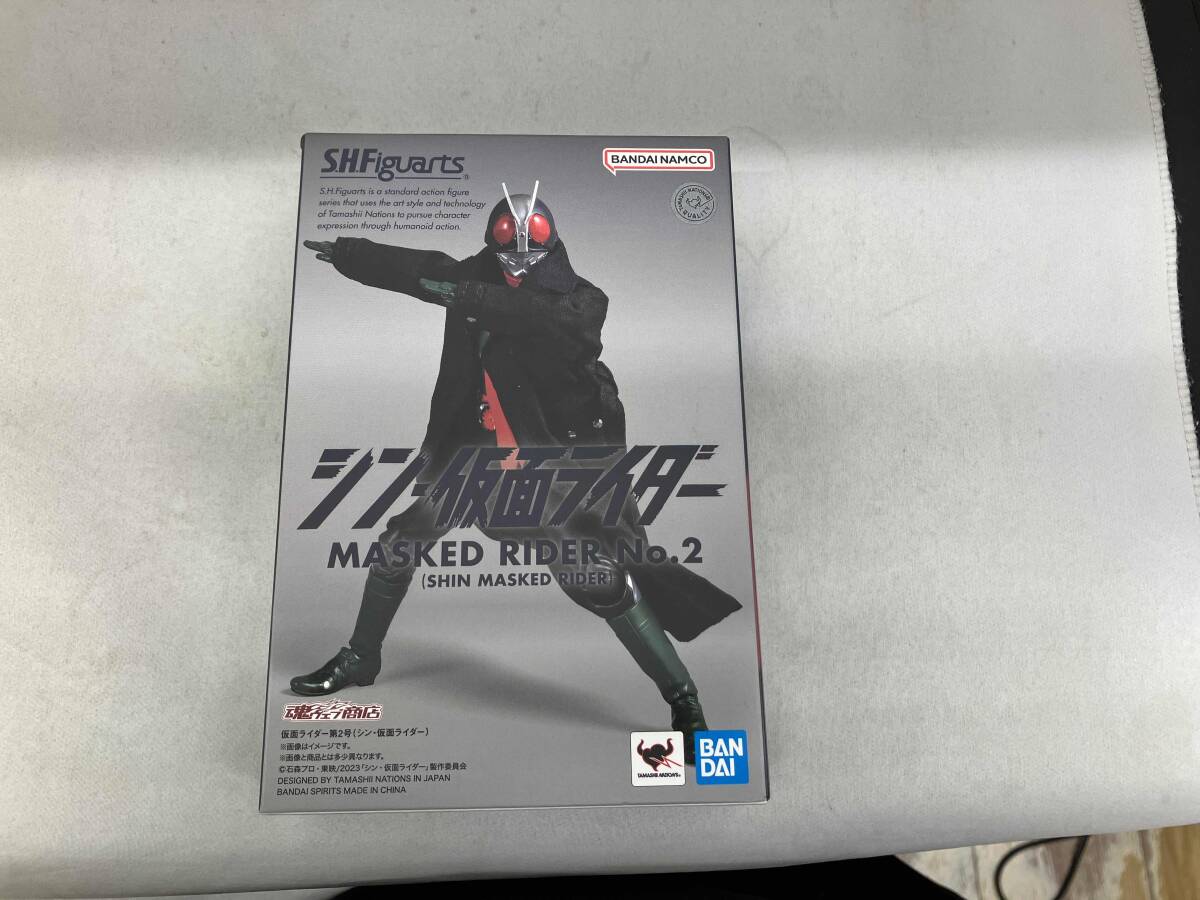 S.H.Figuarts
S.H.Figuarts is a standard action figure
series that uses the art style and technology
of Tamashii Nations to pursue character
expression through humanoid action.
BANDAI NAMCO
TAMASHII NATIONS
QUALITY
シン・仮面ライダー
MASKED RIDER No.2
(SHIN MASKED RIDER)
魂ウェブ商店
仮面ライダー第2号(シン・仮面ライダー)
※画像はイメージです。
※画像と商品とは多少異なります。
©石森プロ・東映/2023「シン・仮面ライダー」製作委員会
DESIGNED BY TAMASHII NATIONS IN JAPAN
BANDAI SPIRITS MADE IN CHINA
TAMASHII NATIONS
BAN
DAI